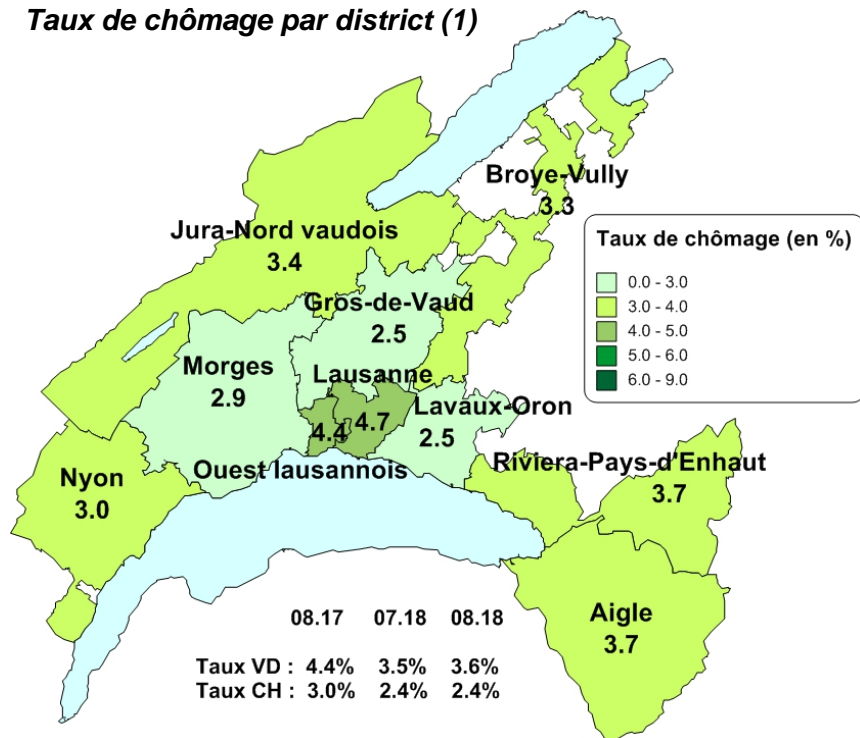 Taux de chômage par district (1)
Broye-Vully
3.3
Jura-Nord vaudois
3.4
Taux de chômage (en %)
0.0 - 3.0
3.0 - 4.0
4.0 - 5.0
5.0 - 6.0
6.0 - 9.0
Gros-de-Vaud
2.5
Morges
2.9
Lausanne
4.7
4.4
Lavaux-Oron
2.5
Ouest lausannois
Riviera-Pays-d'Enhaut
3.7
Nyon
3.0
Aigle
3.7
08.17 07.18 08.18
Taux VD : 4.4% 3.5% 3.6%
Taux CH : 3.0% 2.4% 2.4%